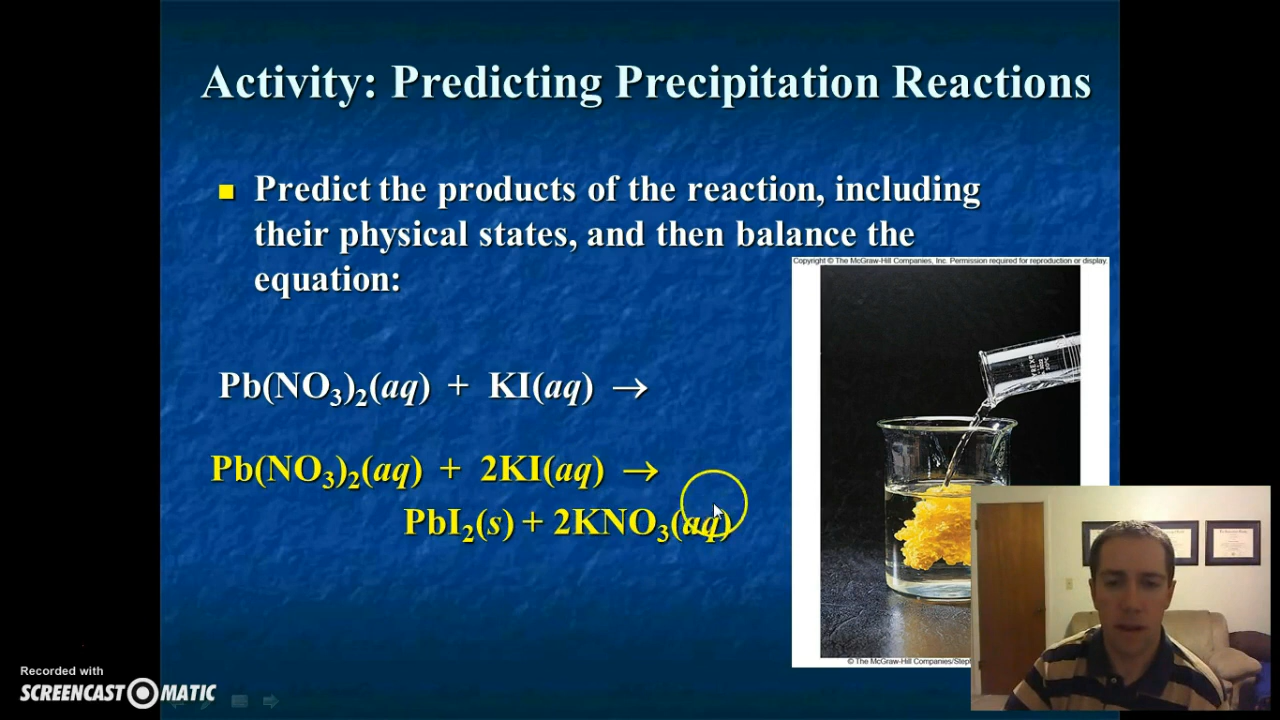 Activity: Predicting Precipitation Reactions
■ Predict the products of the reaction, including
their physical states, and then balance the
equation:
Copyright © The McGraw-Hill Companies, Inc. Permission required for reproduction or display.
Pb(NO₃)₂(aq) + KI(aq) →
Pb(NO₃)₂(aq) + 2KI(aq) →
PbI₂(s) + 2KNO₃(aq)
© The McGraw-Hill Companies/Steph
Recorded with
SCREENCAST MATIC